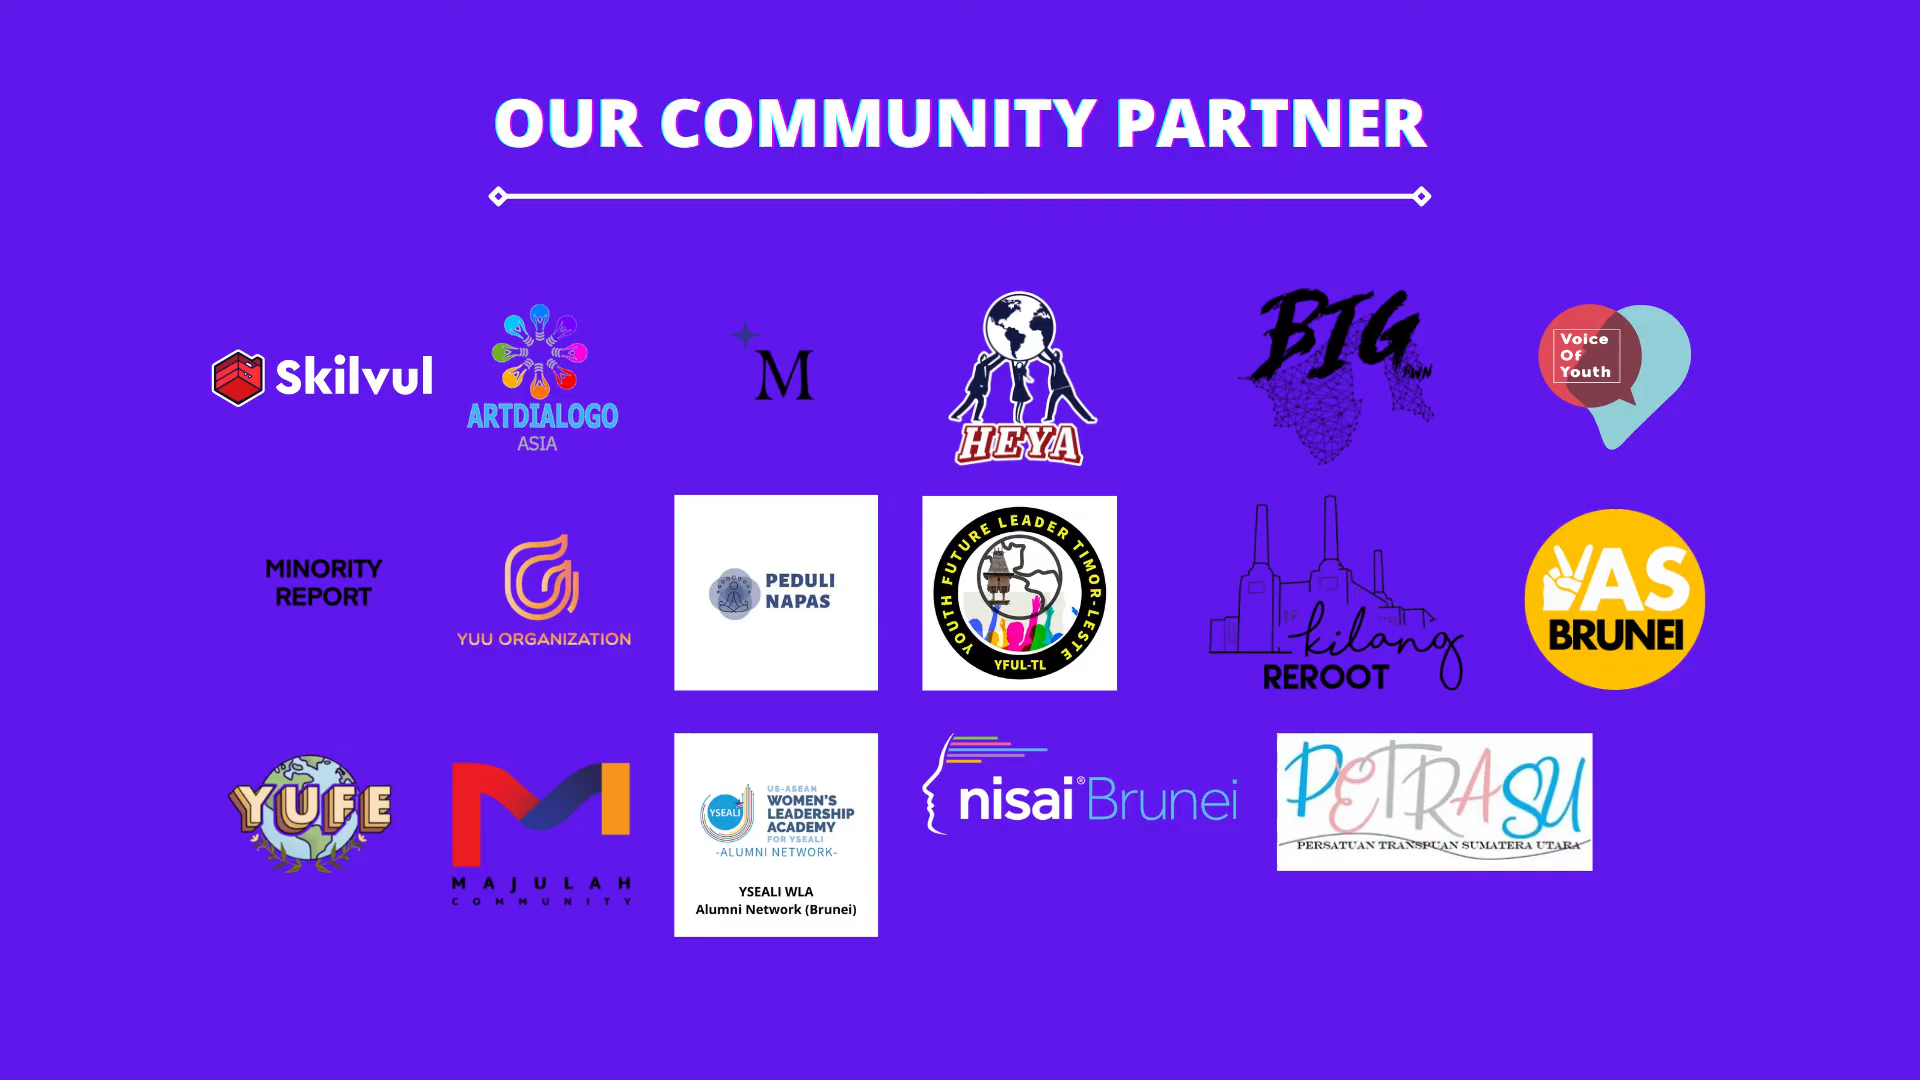 OUR COMMUNITY PARTNER
Skilvul
ARTDIALOGO
ASIA
M
HEYA
BIG
BWN
Voice
Of
Youth
MINORITY
REPORT
YUU ORGANIZATION
PEDULI
NAPAS
YOUTH FUTURE LEADER TIMOR-LESTE
YFUL-TL
kilang
REROOT
YAS
BRUNEI
YUFE
MAJULAH
COMMUNITY
YSEALI
US-ASEAN
WOMEN'S
LEADERSHIP
ACADEMY
FOR YSEALI
-ALUMNI NETWORK-
YSEALI WLA
Alumni Network (Brunei)
nisai® Brunei
PETRASU
PERSATUAN TRANSPUAN SUMATERA UTARA